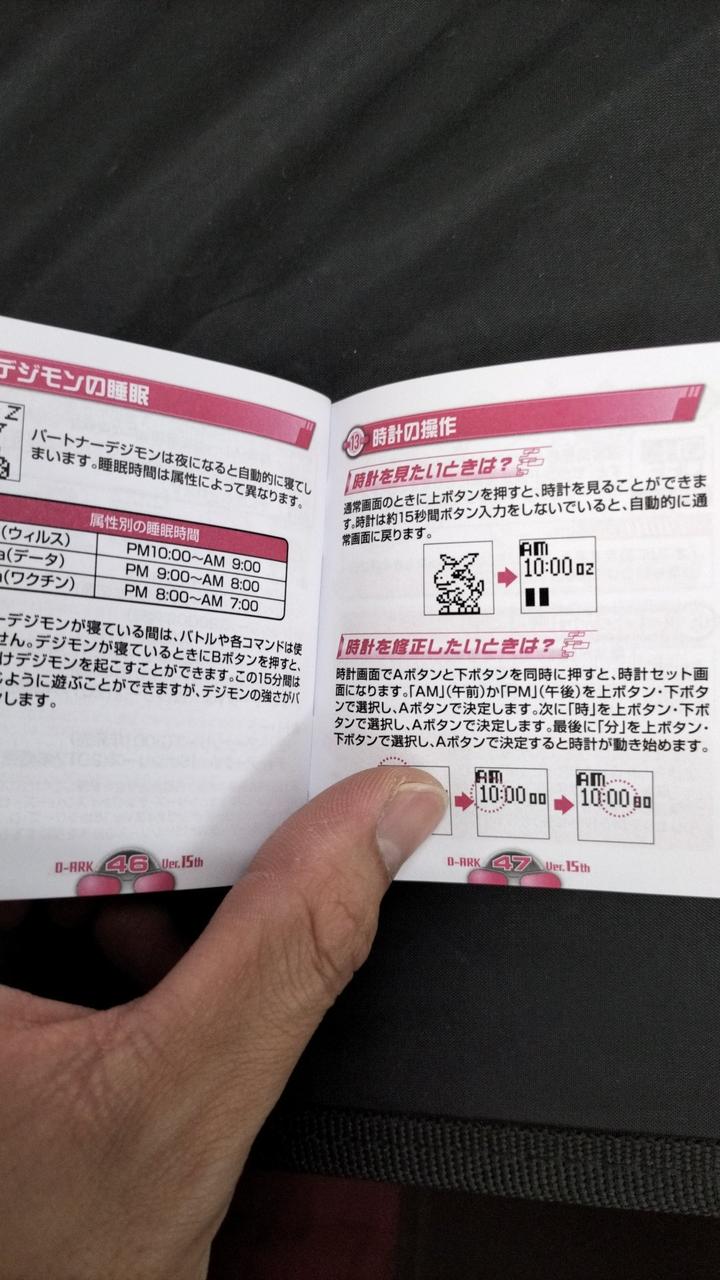 デジモンの睡眠
パートナーデジモンは夜になると自動的に寝てし
まいます。睡眠時間は属性によって異なります。
属性別の睡眠時間
(ウィルス) PM10:00〜AM 9:00
a(データ) PM 9:00〜AM 8:00
(ワクチン) PM 8:00〜AM 7:00
ーデジモンが寝ている間は、バトルや各コマンドは使
せん。デジモンが寝ているときにBボタンを押すと、
けデジモンを起こすことができます。この15分間は
じように遊ぶことができますが、デジモンの強さがバ
します。
D-ARK 46 Ver.15th
13 時計の操作
時計を見たいときは?
通常画面のときに上ボタンを押すと、時計を見ることができま
す。時計は約15秒間ボタン入力をしないでいると、自動的に通
常画面に戻ります。
AM
10:00 02
時計を修正したいときは?
時計画面でAボタンと下ボタンを同時に押すと、時計セット画
面になります。「AM」(午前)か「PM」(午後)を上ボタン・下ボタ
ンで選択し、Aボタンで決定します。次に「時」を上ボタン・下ボ
タンで選択し、Aボタンで決定します。最後に「分」を上ボタン・
下ボタンで選択し、Aボタンで決定すると時計が動き始めます。
AM
10:00 00
AM
10:00 00
D-ARK 47 Ver.15th